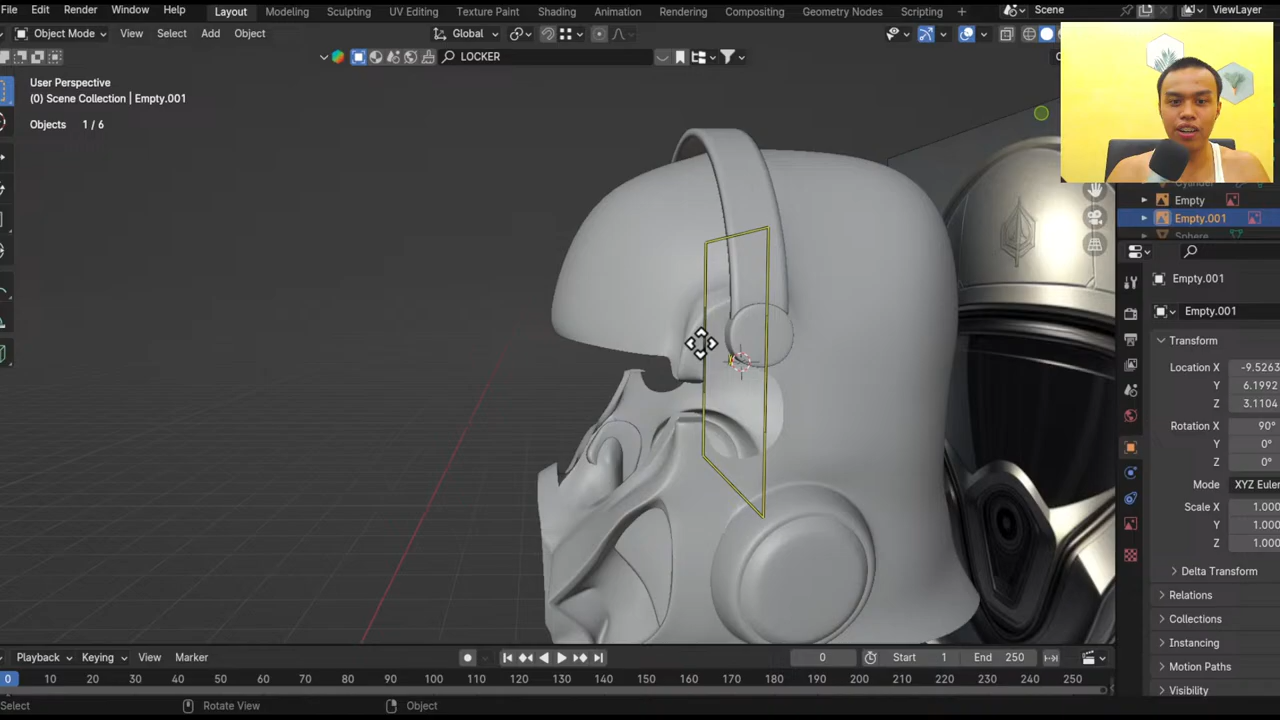 File Edit Render Window Help Layout Modeling Sculpting UV Editing Texture Paint Shading Animation Rendering Compositing Geometry Nodes Scripting + Scene ViewLayer
Object Mode View Select Add Object Global
LOCKER
User Perspective
(0) Scene Collection | Empty.001
Objects 1 / 6
Empty
Empty.001
Sphere
Empty.001
Empty.001
Transform
Location X -9.5263
Y 6.1992
Z 3.1104
Rotation X 90°
Y 0°
Z 0°
Mode XYZ Euler
Scale X 1.000
Y 1.000
Z 1.000
Delta Transform
Relations
Collections
Instancing
Motion Paths
Visibility
Playback Keying View Marker 0 Start 1 End 250
0 10 20 30 40 50 60 70 80 90 100 110 120 130 140 150 160 170 180 190 200 210 220 230 240 250
Select Rotate View Object